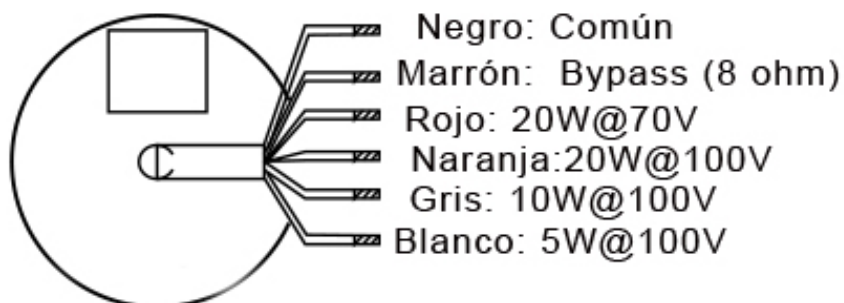 Negro: Común
Marrón: Bypass (8 ohm)
Rojo: 20W@70V
Naranja:20W@100V
Gris: 10W@100V
Blanco: 5W@100V